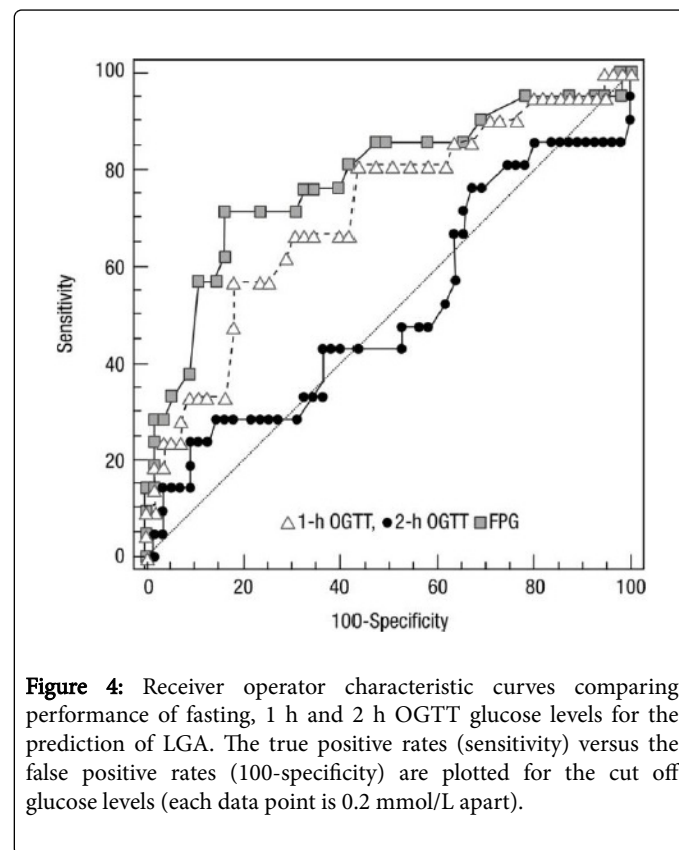 100
80
60
40
20
0
Sensitivity
1-h OGTT, 2-h OGTT FPG
0 20 40 60 80 100
100-Specificity
Figure 4: Receiver operator characteristic curves comparing
performance of fasting, 1 h and 2 h OGTT glucose levels for the
prediction of LGA. The true positive rates (sensitivity) versus the
false positive rates (100-specificity) are plotted for the cut off
glucose levels (each data point is 0.2 mmol/L apart).